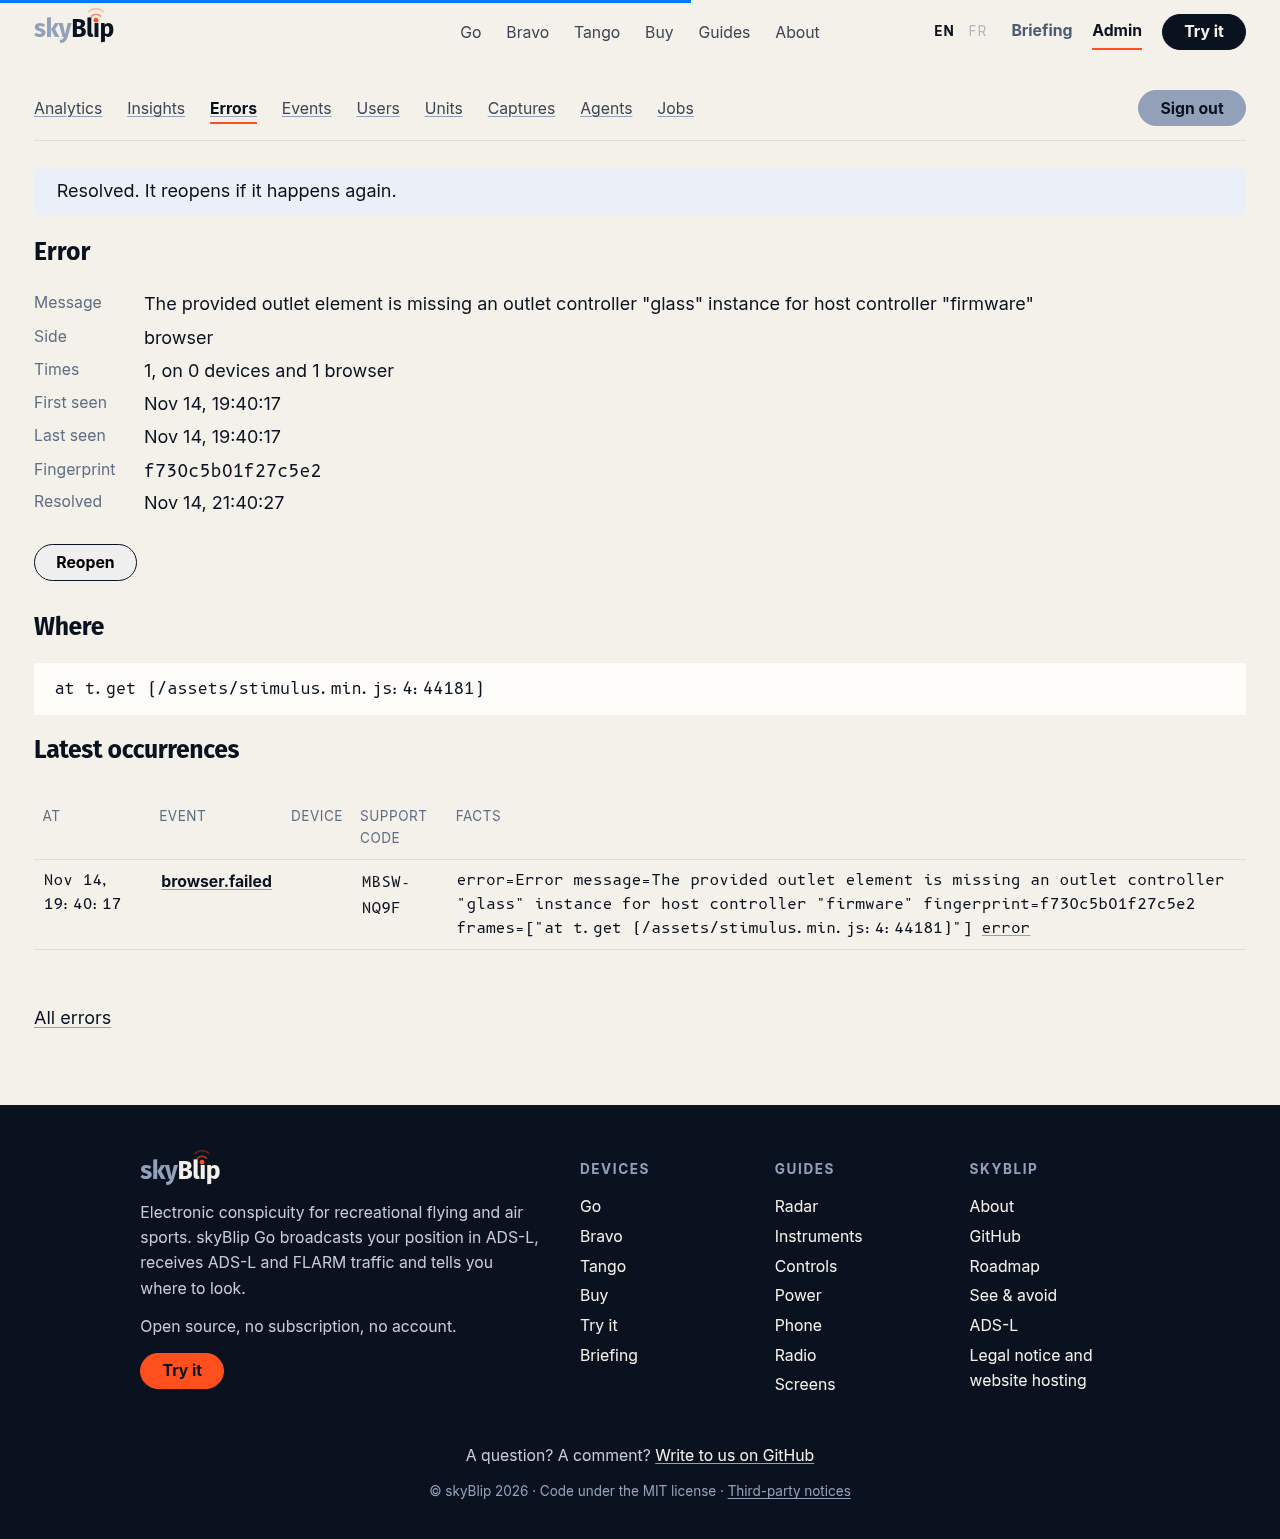 skyBlip
Go Bravo Tango Buy Guides About
EN FR Briefing Admin Try it
Analytics Insights Errors Events Users Units Captures Agents Jobs Sign out
Resolved. It reopens if it happens again.
Error
Message The provided outlet element is missing an outlet controller "glass" instance for host controller "firmware"
Side browser
Times 1, on 0 devices and 1 browser
First seen Nov 14, 19:40:17
Last seen Nov 14, 19:40:17
Fingerprint f730c5b01f27c5e2
Resolved Nov 14, 21:40:27
Reopen
Where
at t.get (/assets/stimulus.min.js:4:44181)
Latest occurrences
AT EVENT DEVICE SUPPORT CODE FACTS
Nov 14, 19:40:17 browser.failed MBSW-NQ9F
error=Error message=The provided outlet element is missing an outlet controller
"glass" instance for host controller "firmware" fingerprint=f730c5b01f27c5e2
frames=["at t.get (/assets/stimulus.min.js:4:44181)"] error
All errors
skyBlip
Electronic conspicuity for recreational flying and air
sports. skyBlip Go broadcasts your position in ADS-L,
receives ADS-L and FLARM traffic and tells you
where to look.
Open source, no subscription, no account.
Try it
DEVICES
Go
Bravo
Tango
Buy
Try it
Briefing
GUIDES
Radar
Instruments
Controls
Power
Phone
Radio
Screens
SKYBLIP
About
GitHub
Roadmap
See & avoid
ADS-L
Legal notice and
website hosting
A question? A comment? Write to us on GitHub
© skyBlip 2026 · Code under the MIT license · Third-party notices